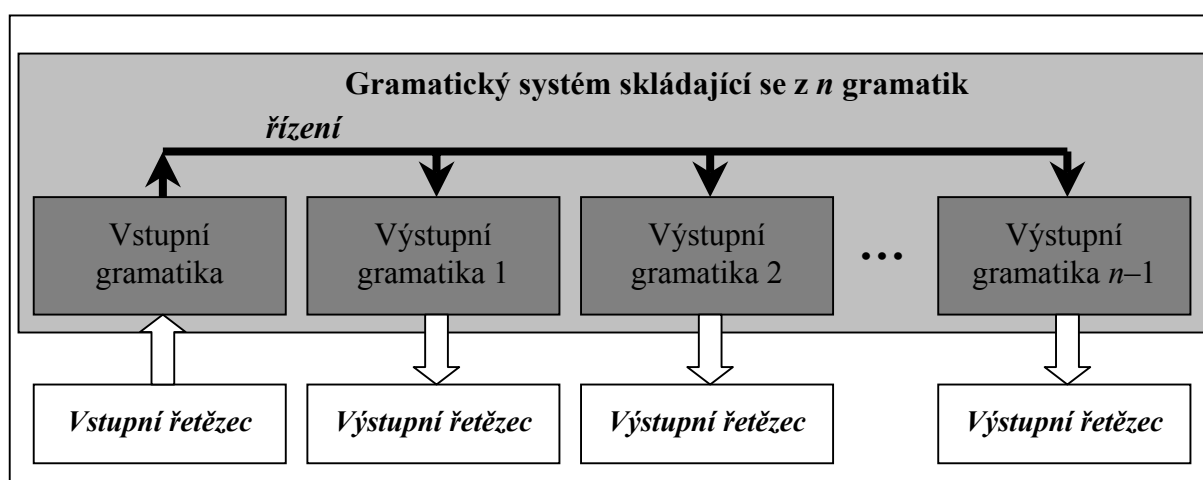 Gramatický systém skládající se z n gramatik
řízení
Vstupní
gramatika
Výstupní
gramatika 1
Výstupní
gramatika 2
...
Výstupní
gramatika n–1
Vstupní řetězec
Výstupní řetězec
Výstupní řetězec
Výstupní řetězec